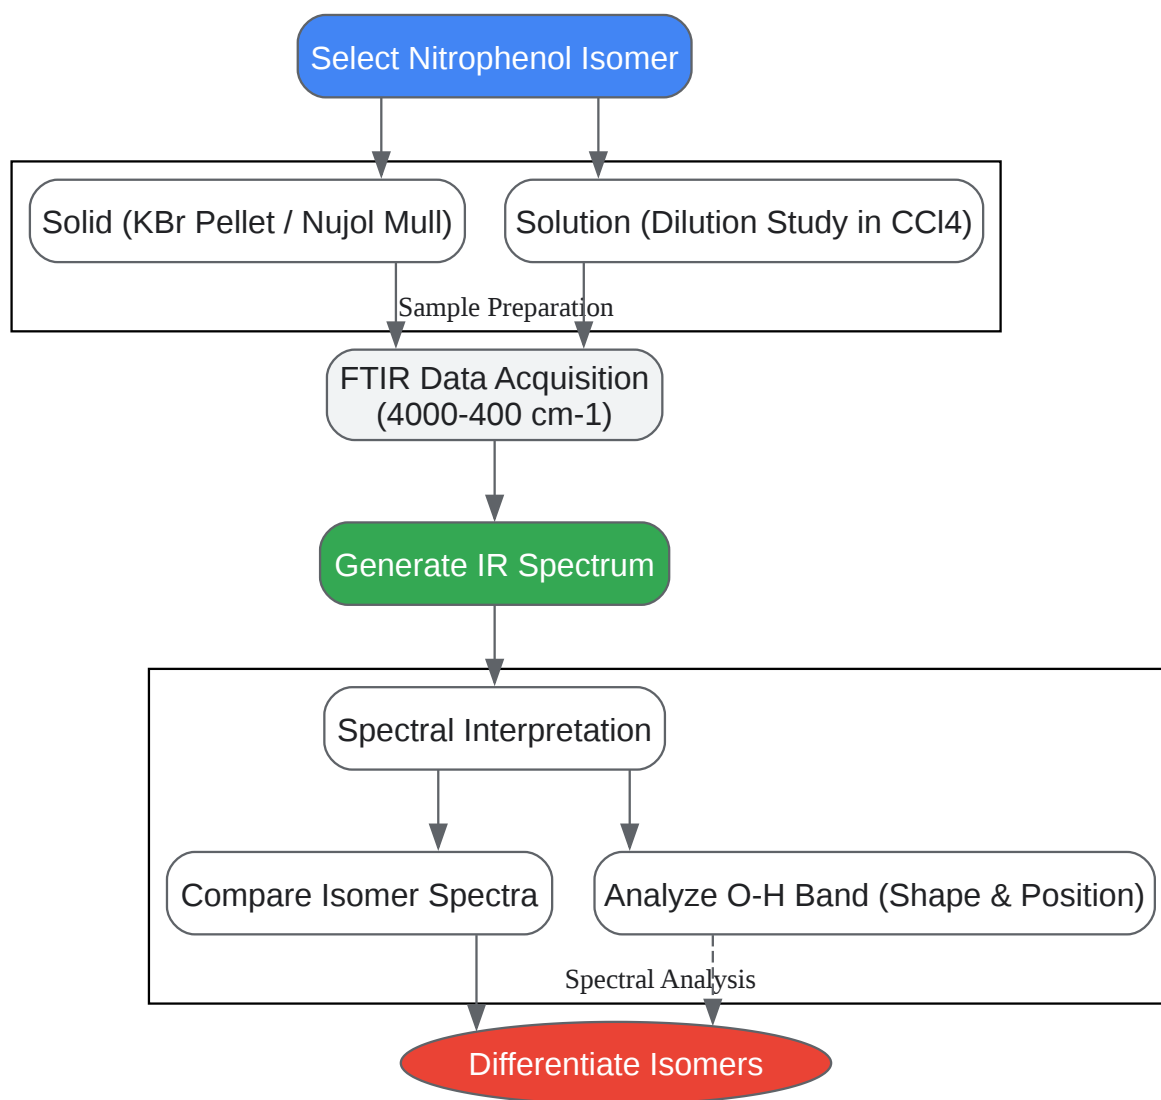 Select Nitrophenol Isomer
Solid (KBr Pellet / Nujol Mull)
Solution (Dilution Study in CCl4)
Sample Preparation
FTIR Data Acquisition
(4000-400 cm-1)
Generate IR Spectrum
Spectral Interpretation
Compare Isomer Spectra
Analyze O-H Band (Shape & Position)
Spectral Analysis
Differentiate Isomers